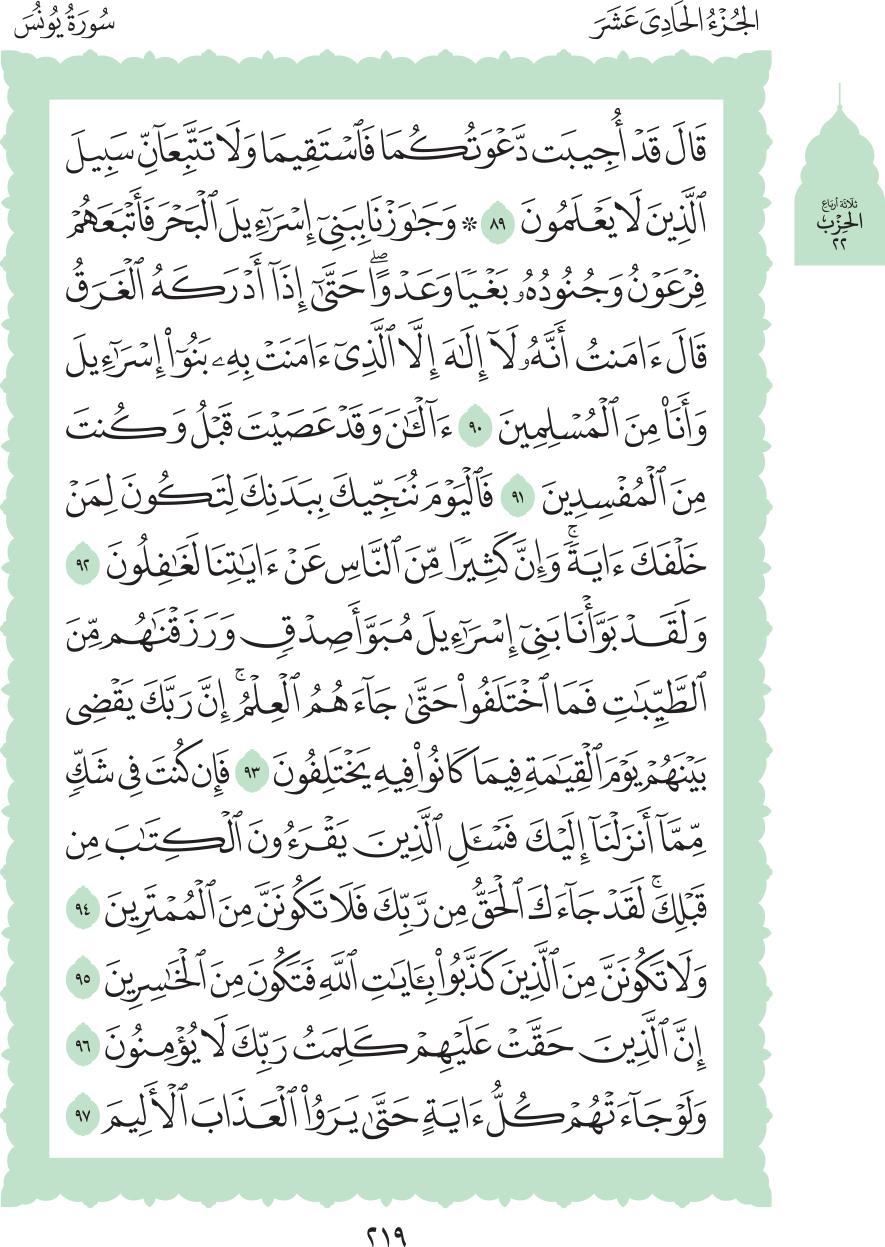 الجُزْءُ الحَادِى عَشَرَ
سُورَةُ يُونُسَ
ثلاثة أرباع
الحِزْب
٢٢
قَالَ قَدْ أُجِيبَت دَّعْوَتُكُمَا فَٱسْتَقِيمَا وَلَا تَتَّبِعَآنِّ سَبِيلَ
ٱلَّذِينَ لَا يَعْلَمُونَ ٨٩ * وَجَٰوَزْنَا بِبَنِىٓ إِسْرَٰٓءِيلَ ٱلْبَحْرَ فَأَتْبَعَهُمْ
فِرْعَوْنُ وَجُنُودُهُۥ بَغْيًا وَعَدْوًاۖ حَتَّىٰٓ إِذَآ أَدْرَكَهُ ٱلْغَرَقُ
قَالَ ءَامَنتُ أَنَّهُۥ لَآ إِلَٰهَ إِلَّا ٱلَّذِىٓ ءَامَنَتْ بِهِۦ بَنُوٓا۟ إِسْرَٰٓءِيلَ
وَأَنَا۠ مِنَ ٱلْمُسْلِمِينَ ٩٠ ءَآلْـَٰٔنَ وَقَدْ عَصَيْتَ قَبْلُ وَكُنتَ
مِنَ ٱلْمُفْسِدِينَ ٩١ فَٱلْيَوْمَ نُنَجِّيكَ بِبَدَنِكَ لِتَكُونَ لِمَنْ
خَلْفَكَ ءَايَةًۚ وَإِنَّ كَثِيرًا مِّنَ ٱلنَّاسِ عَنْ ءَايَٰتِنَا لَغَٰفِلُونَ ٩٢
وَلَقَدْ بَوَّأْنَا بَنِىٓ إِسْرَٰٓءِيلَ مُبَوَّأَ صِدْقٍ وَرَزَقْنَٰهُم مِّنَ
ٱلطَّيِّبَٰتِ فَمَا ٱخْتَلَفُوا۟ حَتَّىٰ جَآءَهُمُ ٱلْعِلْمُۚ إِنَّ رَبَّكَ يَقْضِى
بَيْنَهُمْ يَوْمَ ٱلْقِيَٰمَةِ فِيمَا كَانُوا۟ فِيهِ يَخْتَلِفُونَ ٩٣ فَإِن كُنتَ فِى شَكٍّ
مِّمَّآ أَنزَلْنَآ إِلَيْكَ فَسْـَٔلِ ٱلَّذِينَ يَقْرَءُونَ ٱلْكِتَٰبَ مِن
قَبْلِكَۚ لَقَدْ جَآءَكَ ٱلْحَقُّ مِن رَّبِّكَ فَلَا تَكُونَنَّ مِنَ ٱلْمُمْتَرِينَ ٩٤
وَلَا تَكُونَنَّ مِنَ ٱلَّذِينَ كَذَّبُوا۟ بِـَٔايَٰتِ ٱللَّهِ فَتَكُونَ مِنَ ٱلْخَٰسِرِينَ ٩٥
إِنَّ ٱلَّذِينَ حَقَّتْ عَلَيْهِمْ كَلِمَتُ رَبِّكَ لَا يُؤْمِنُونَ ٩٦
وَلَوْ جَآءَتْهُمْ كُلُّ ءَايَةٍ حَتَّىٰ يَرَوُا۟ ٱلْعَذَابَ ٱلْأَلِيمَ ٩٧
٢١٩